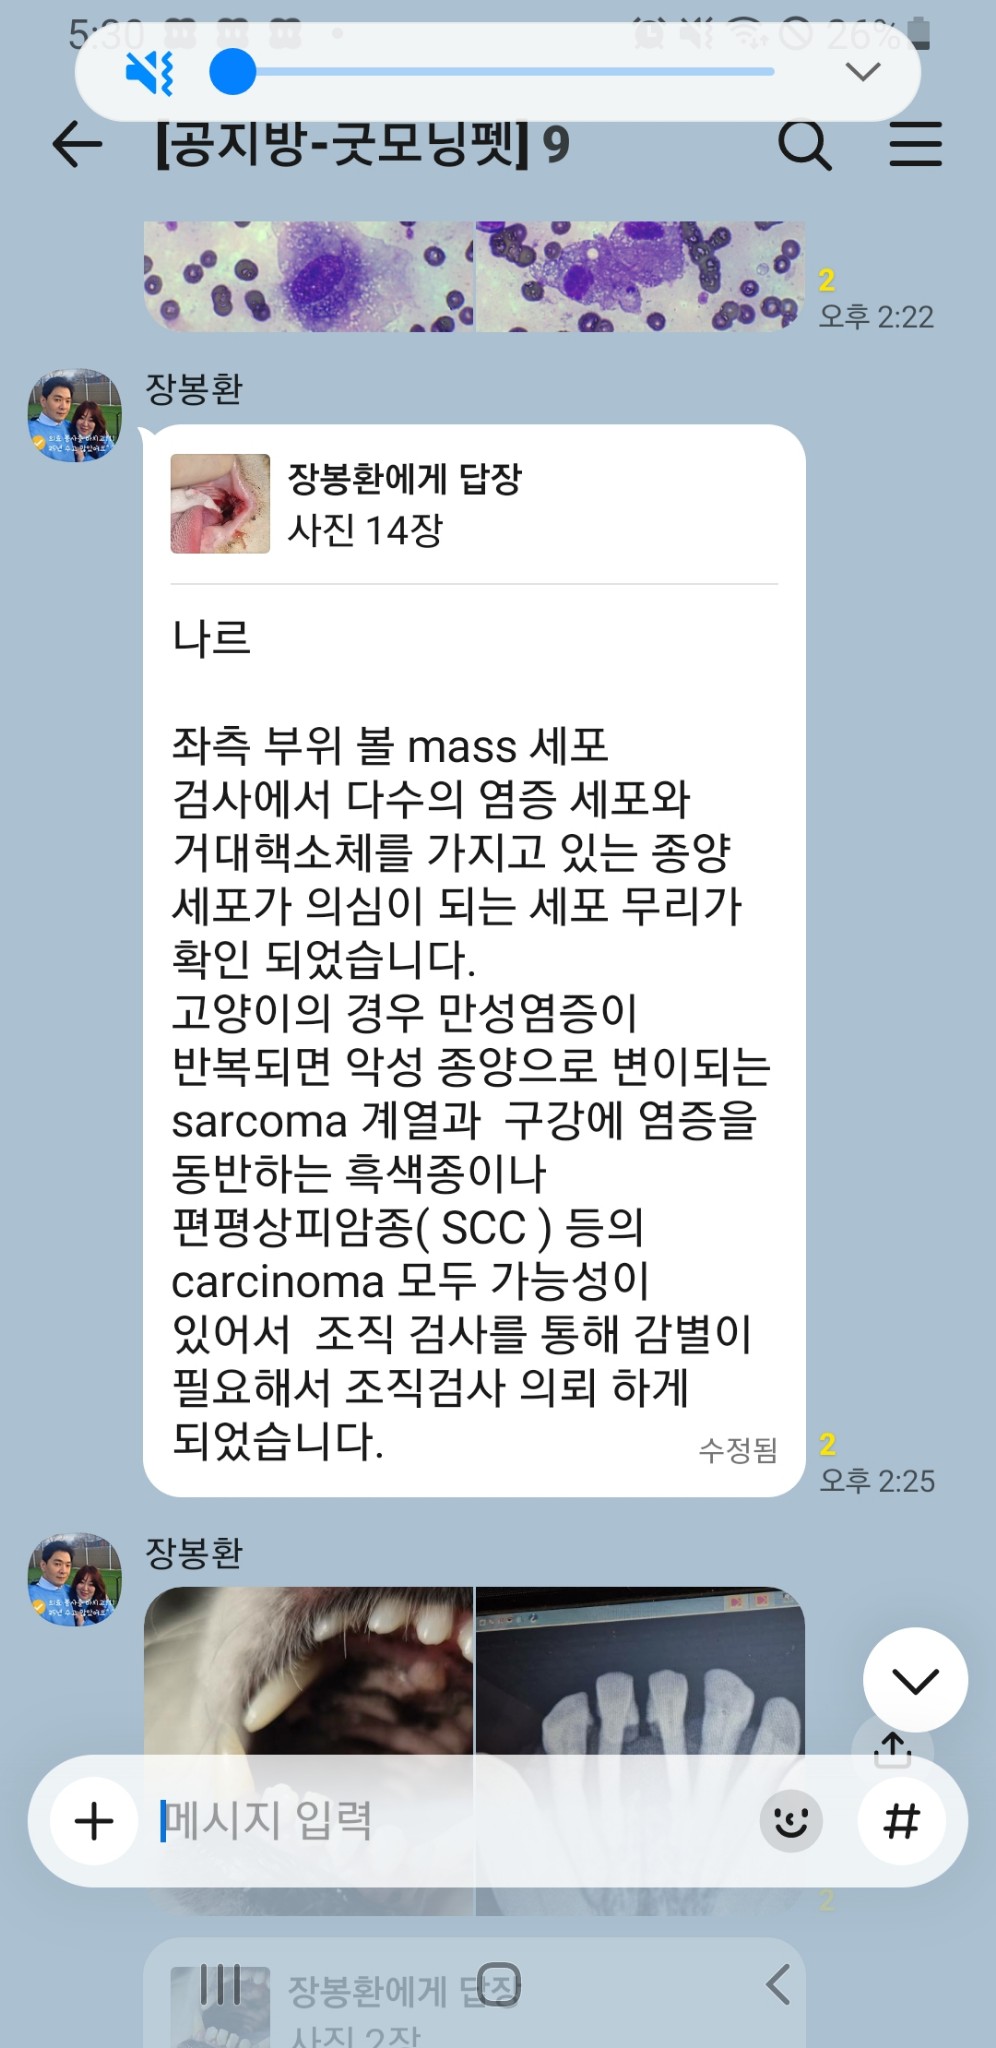 5:30
26%
[공지방-굿모닝펫] 9
2
오후 2:22
장봉환
장봉환에게 답장
사진 14장
나르
좌측 부위 볼 mass 세포
검사에서 다수의 염증 세포와
거대핵소체를 가지고 있는 종양
세포가 의심이 되는 세포 무리가
확인 되었습니다.
고양이의 경우 만성염증이
반복되면 악성 종양으로 변이되는
sarcoma 계열과  구강에 염증을
동반하는 흑색종이나
편평상피암종( SCC ) 등의
carcinoma 모두 가능성이
있어서  조직 검사를 통해 감별이
필요해서 조직검사 의뢰 하게
되었습니다.
수정됨
2
오후 2:25
장봉환
메시지 입력
#
2
장봉환에게 답장
사진 2장